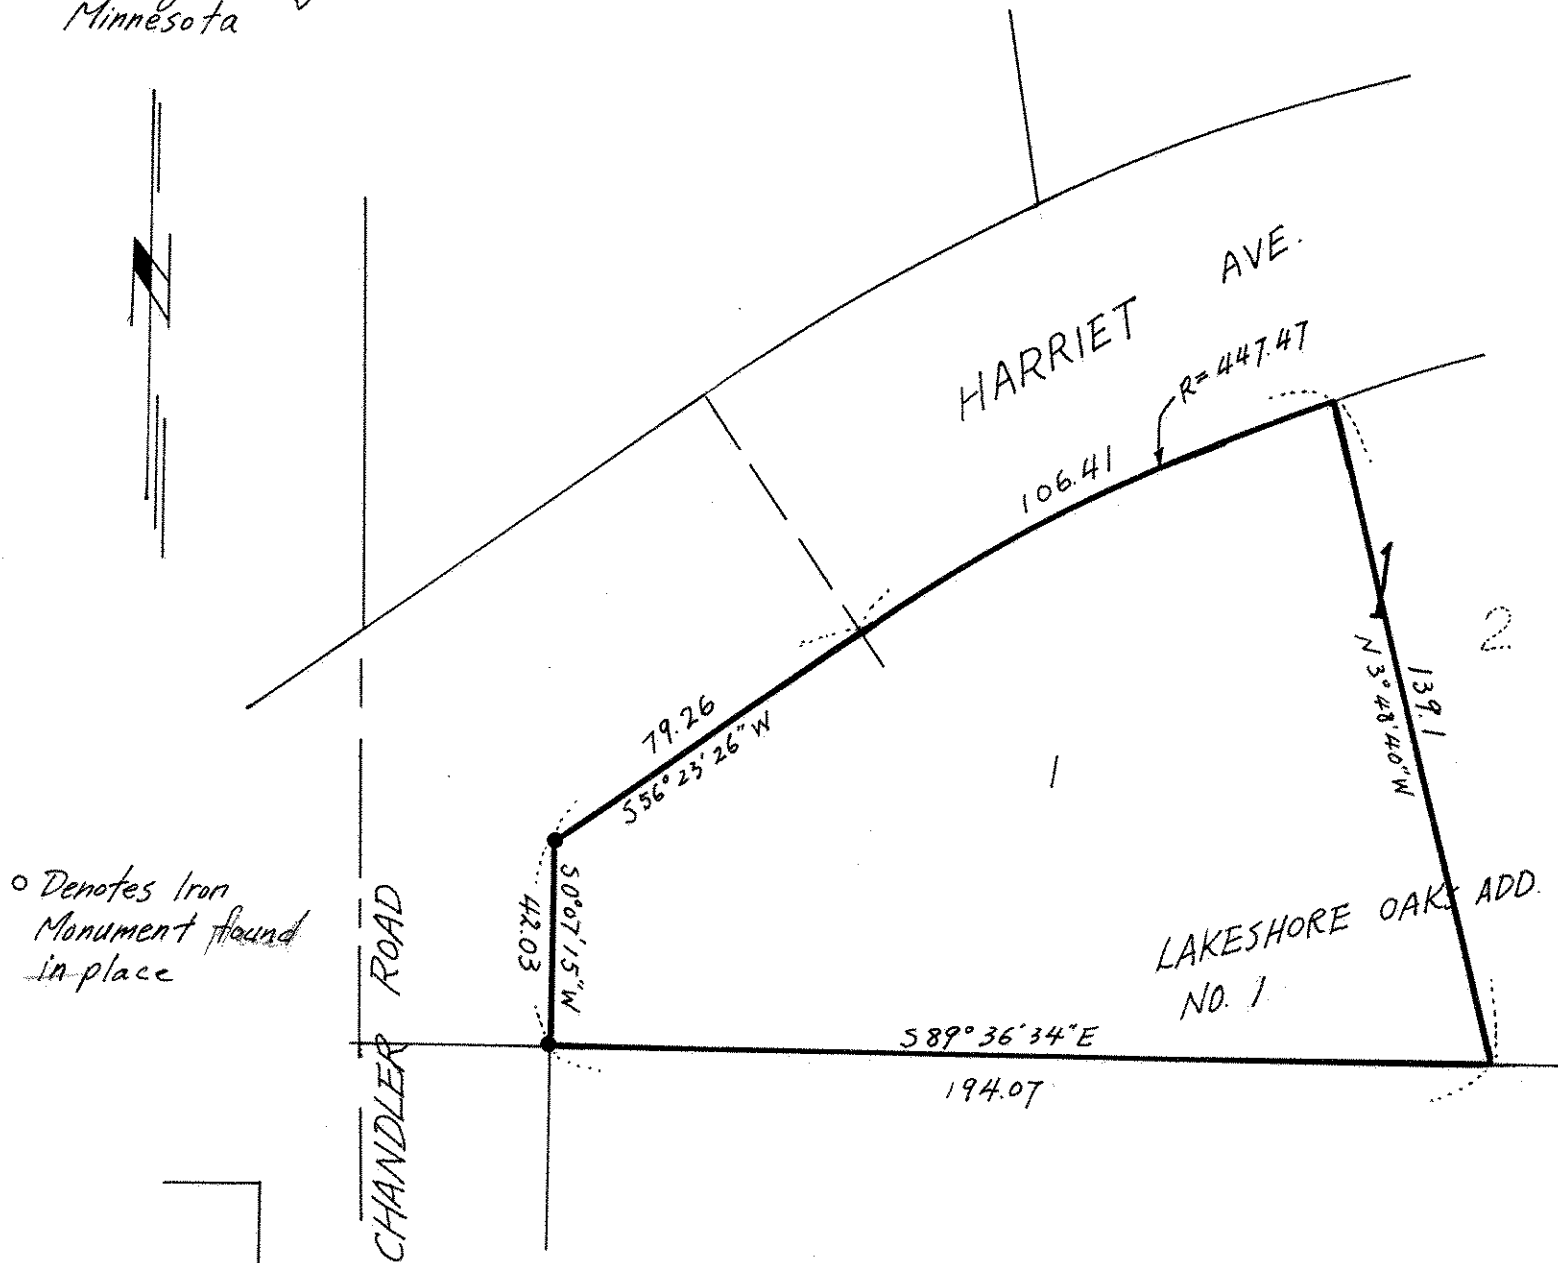 Minnesota
HARRIET AVE.
R=447.47
106.41
79.26
S56°23'26"W
139.1
N 3°48'40"W
2
1
S0°07'15"W
42.03
o Denotes Iron
Monument found
in place
CHANDLER ROAD
LAKESHORE OAKS ADD.
NO. 1
S89°36'34"E
194.07